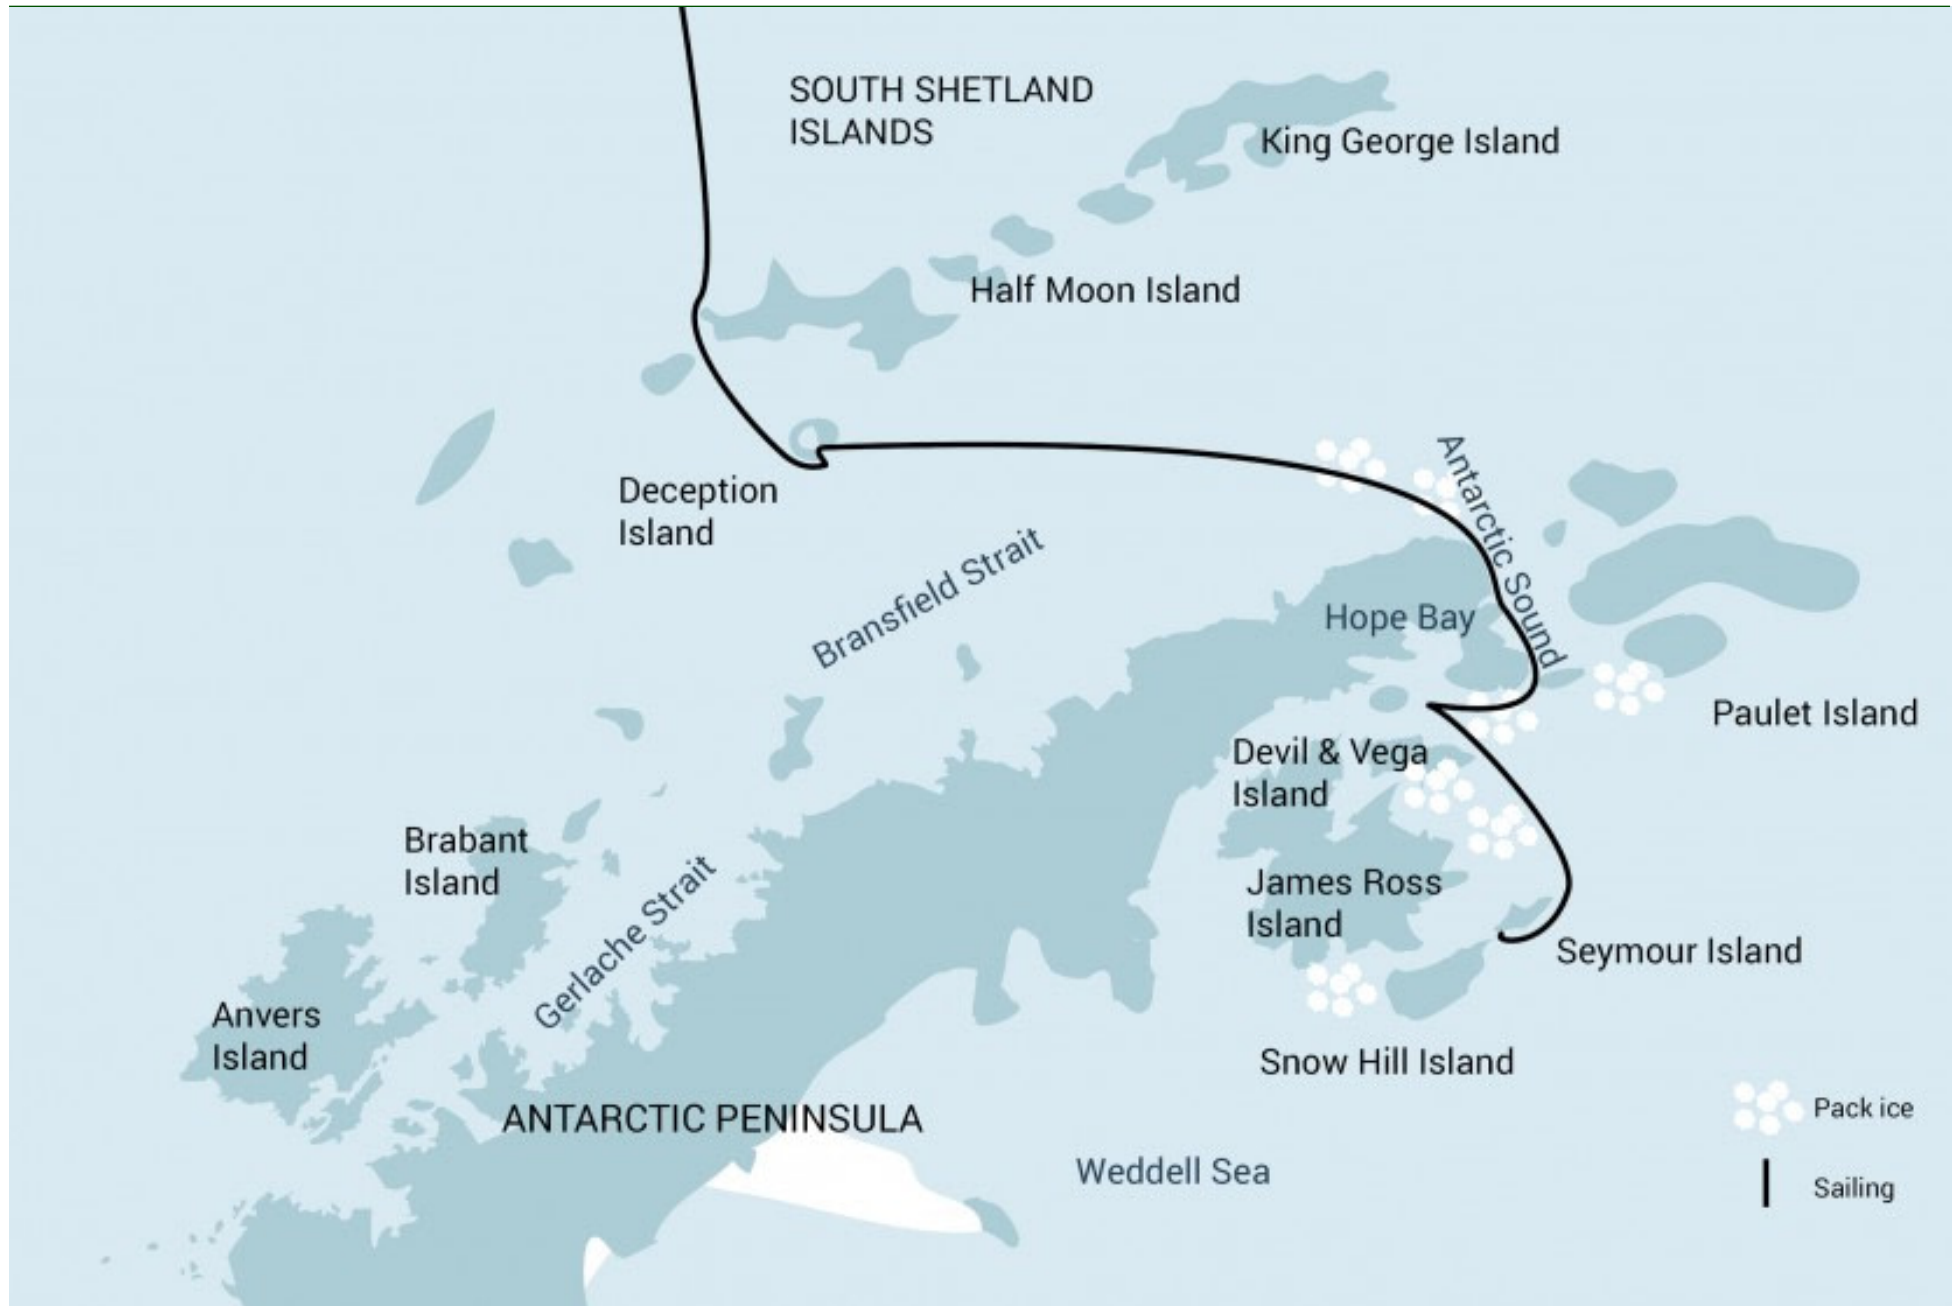 SOUTH SHETLAND
ISLANDS
King George Island
Half Moon Island
Deception
Island
Antarctic Sound
Bransfield Strait
Hope Bay
Paulet Island
Devil & Vega
Island
Brabant
Island
Gerlache Strait
James Ross
Island
Seymour Island
Anvers
Island
Snow Hill Island
ANTARCTIC PENINSULA
Weddell Sea
Pack ice
Sailing